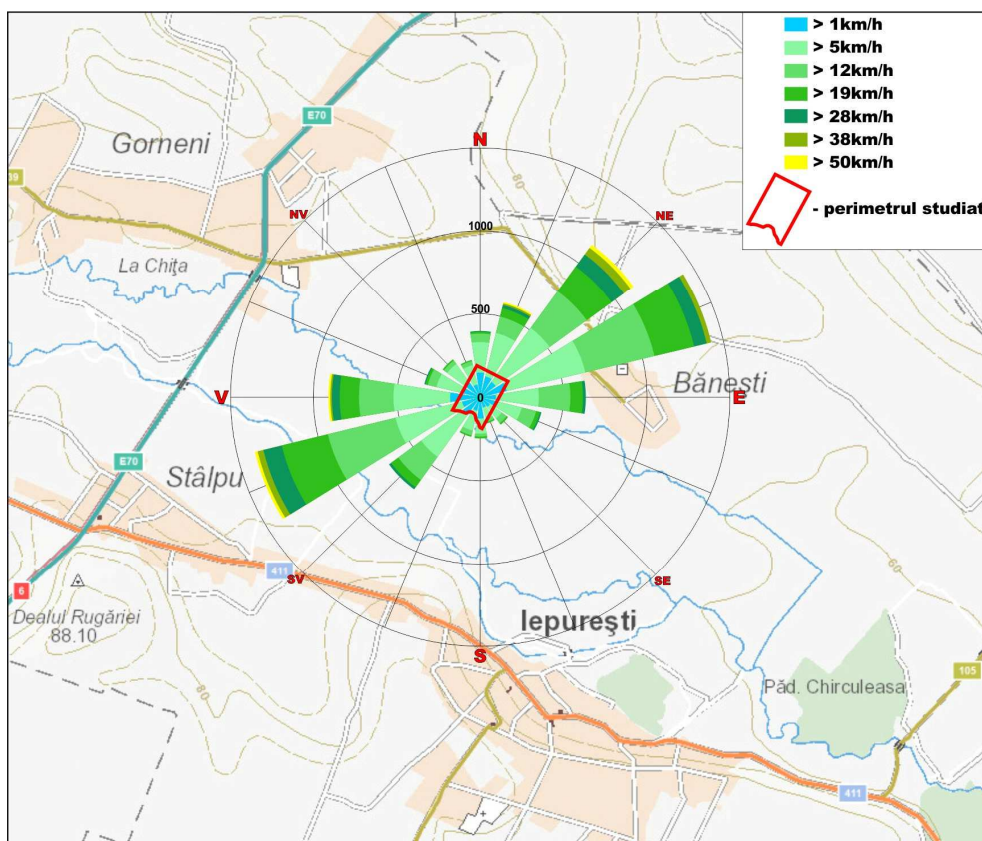 > 1km/h
> 5km/h
> 12km/h
> 19km/h
> 28km/h
> 38km/h
> 50km/h
- perimetrul studiat
E70
Gorneni
80
N
39
NV
NE
1000
La Chiţa
500
0
Băneşti
V
E
E70
Stâlpu
411
SV
SE
60
6
Dealul Rugăriei
88.10
Iepureşti
S
80
Păd. Chirculeasa
105
411